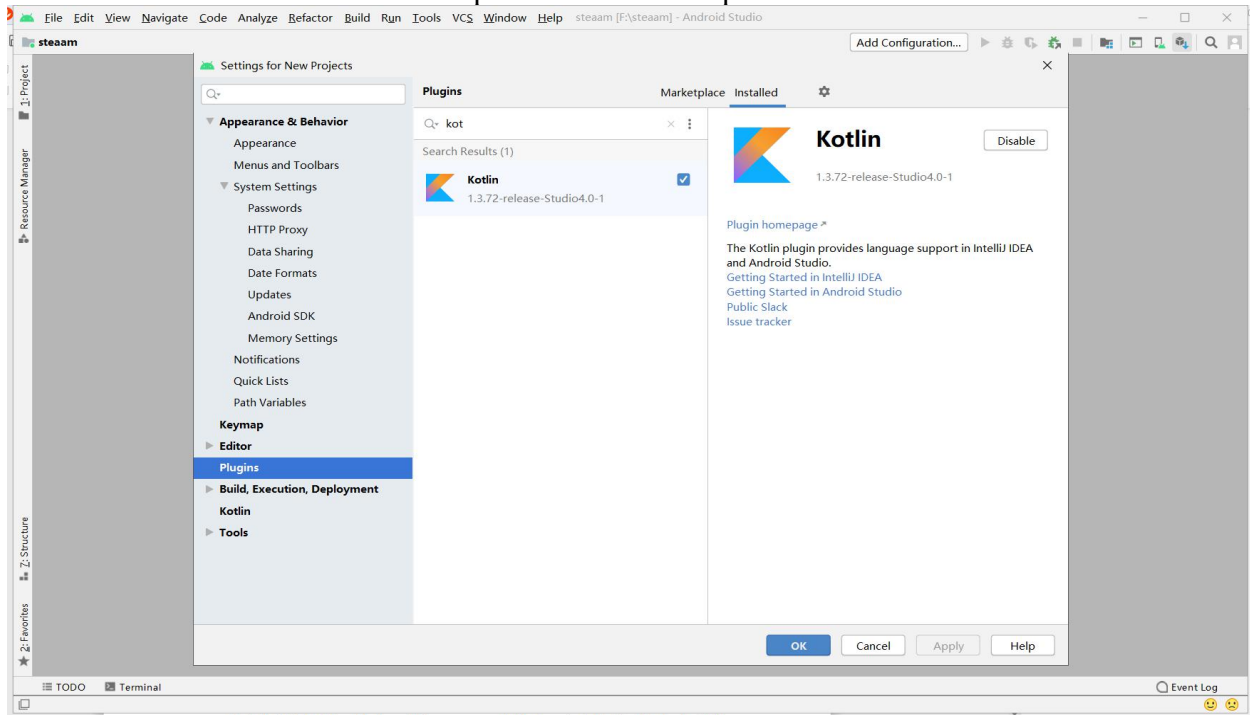 File Edit View Navigate Code Analyze Refactor Build Run Tools VCS Window Help steaam [F:\steaam] - Android Studio
steaam
Add Configuration...
1: Project
Resource Manager
Z: Structure
2: Favorites
Settings for New Projects
Appearance & Behavior
Appearance
Menus and Toolbars
System Settings
Passwords
HTTP Proxy
Data Sharing
Date Formats
Updates
Android SDK
Memory Settings
Notifications
Quick Lists
Path Variables
Keymap
Editor
Plugins
Build, Execution, Deployment
Kotlin
Tools
Plugins
Marketplace Installed
kot
Search Results (1)
Kotlin
1.3.72-release-Studio4.0-1
Kotlin
Disable
1.3.72-release-Studio4.0-1
Plugin homepage
The Kotlin plugin provides language support in IntelliJ IDEA
and Android Studio.
Getting Started in IntelliJ IDEA
Getting Started in Android Studio
Public Slack
Issue tracker
OK Cancel Apply Help
TODO Terminal
Event Log